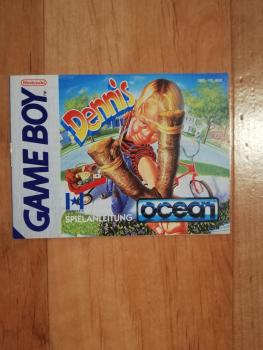 Nintendo
GAME BOY
Dennis
SPIELANLEITUNG
ocean